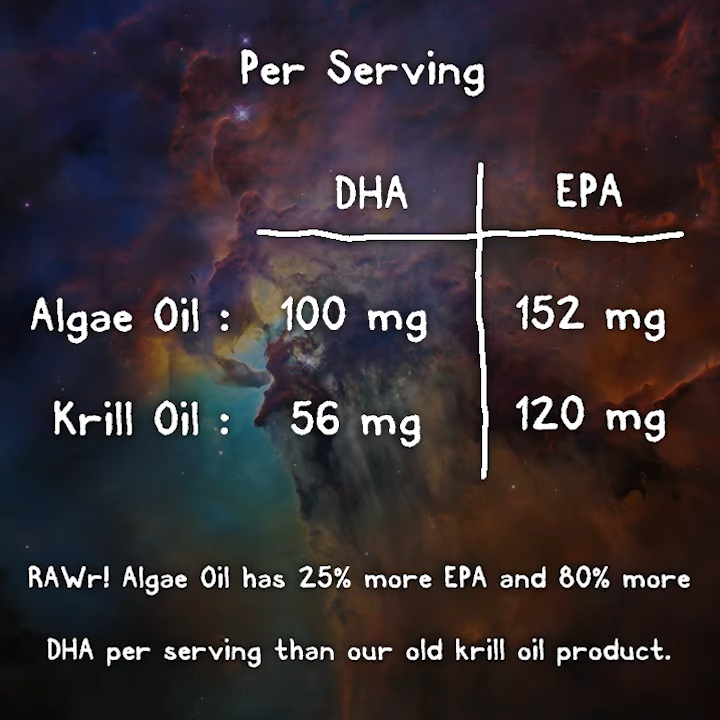 Per Serving
DHA EPA
Algae Oil : 100 mg 152 mg
Krill Oil : 56 mg 120 mg
RAWr! Algae Oil has 25% more EPA and 80% more
DHA per serving than our old krill oil product.